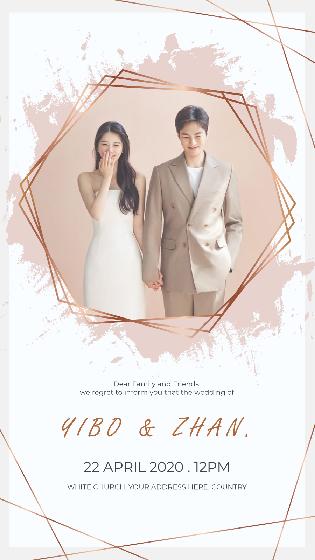 Dear Family and Friends
we regret to inform you that the wedding of
YIBO & ZHAN.
22 APRIL 2020 . 12PM
WHITE CHURCH, YOUR ADDRESS HERE, COUNTRY